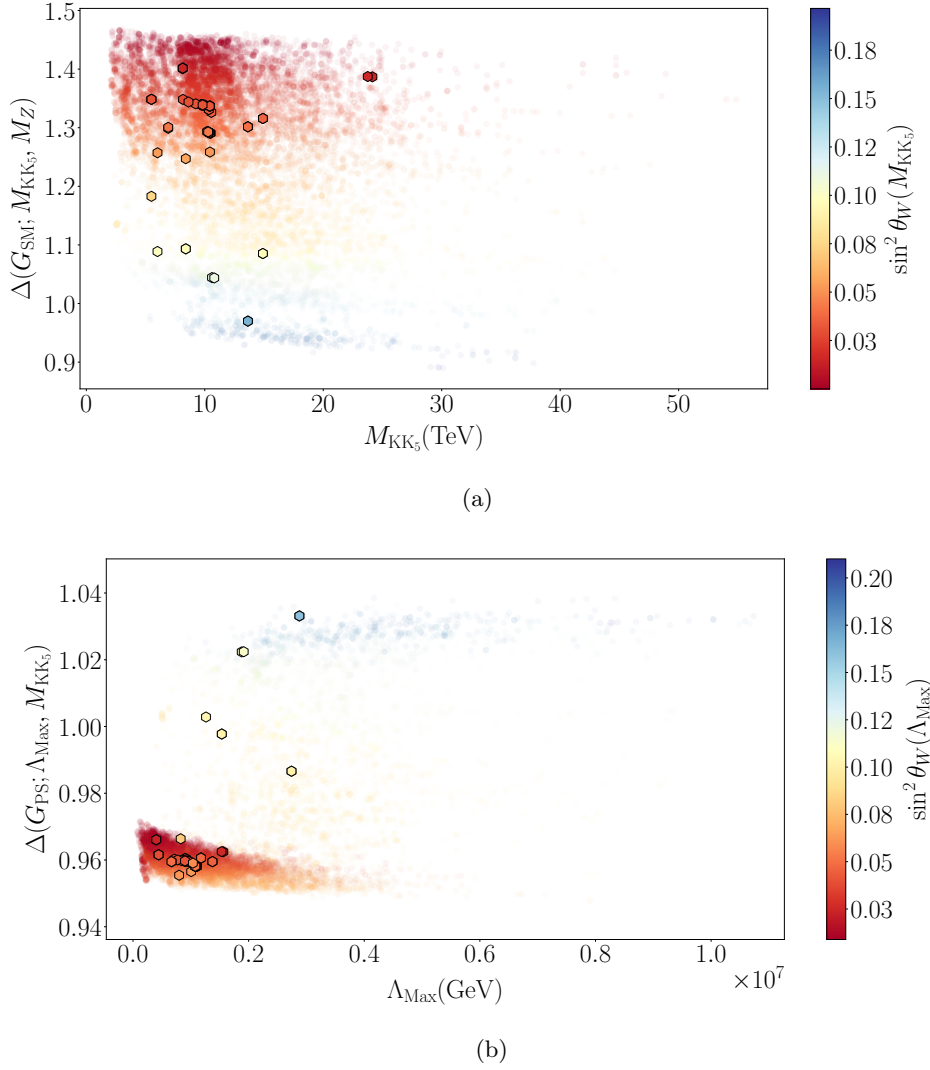 1.5
1.4
1.3
1.2
1.1
1.0
0.9
Δ(G_SM; M_KK₅, M_Z)
0 10 20 30 40 50
M_KK₅(TeV)
0.18
0.15
0.12
0.10
0.08
0.05
0.03
sin² θ_W(M_KK₅)
(a)
1.04
1.02
1.00
0.98
0.96
0.94
Δ(G_PS; Λ_Max, M_KK₅)
0.0 0.2 0.4 0.6 0.8 1.0
×10⁷
Λ_Max(GeV)
0.20
0.18
0.15
0.12
0.10
0.08
0.05
0.03
sin² θ_W(Λ_Max)
(b)